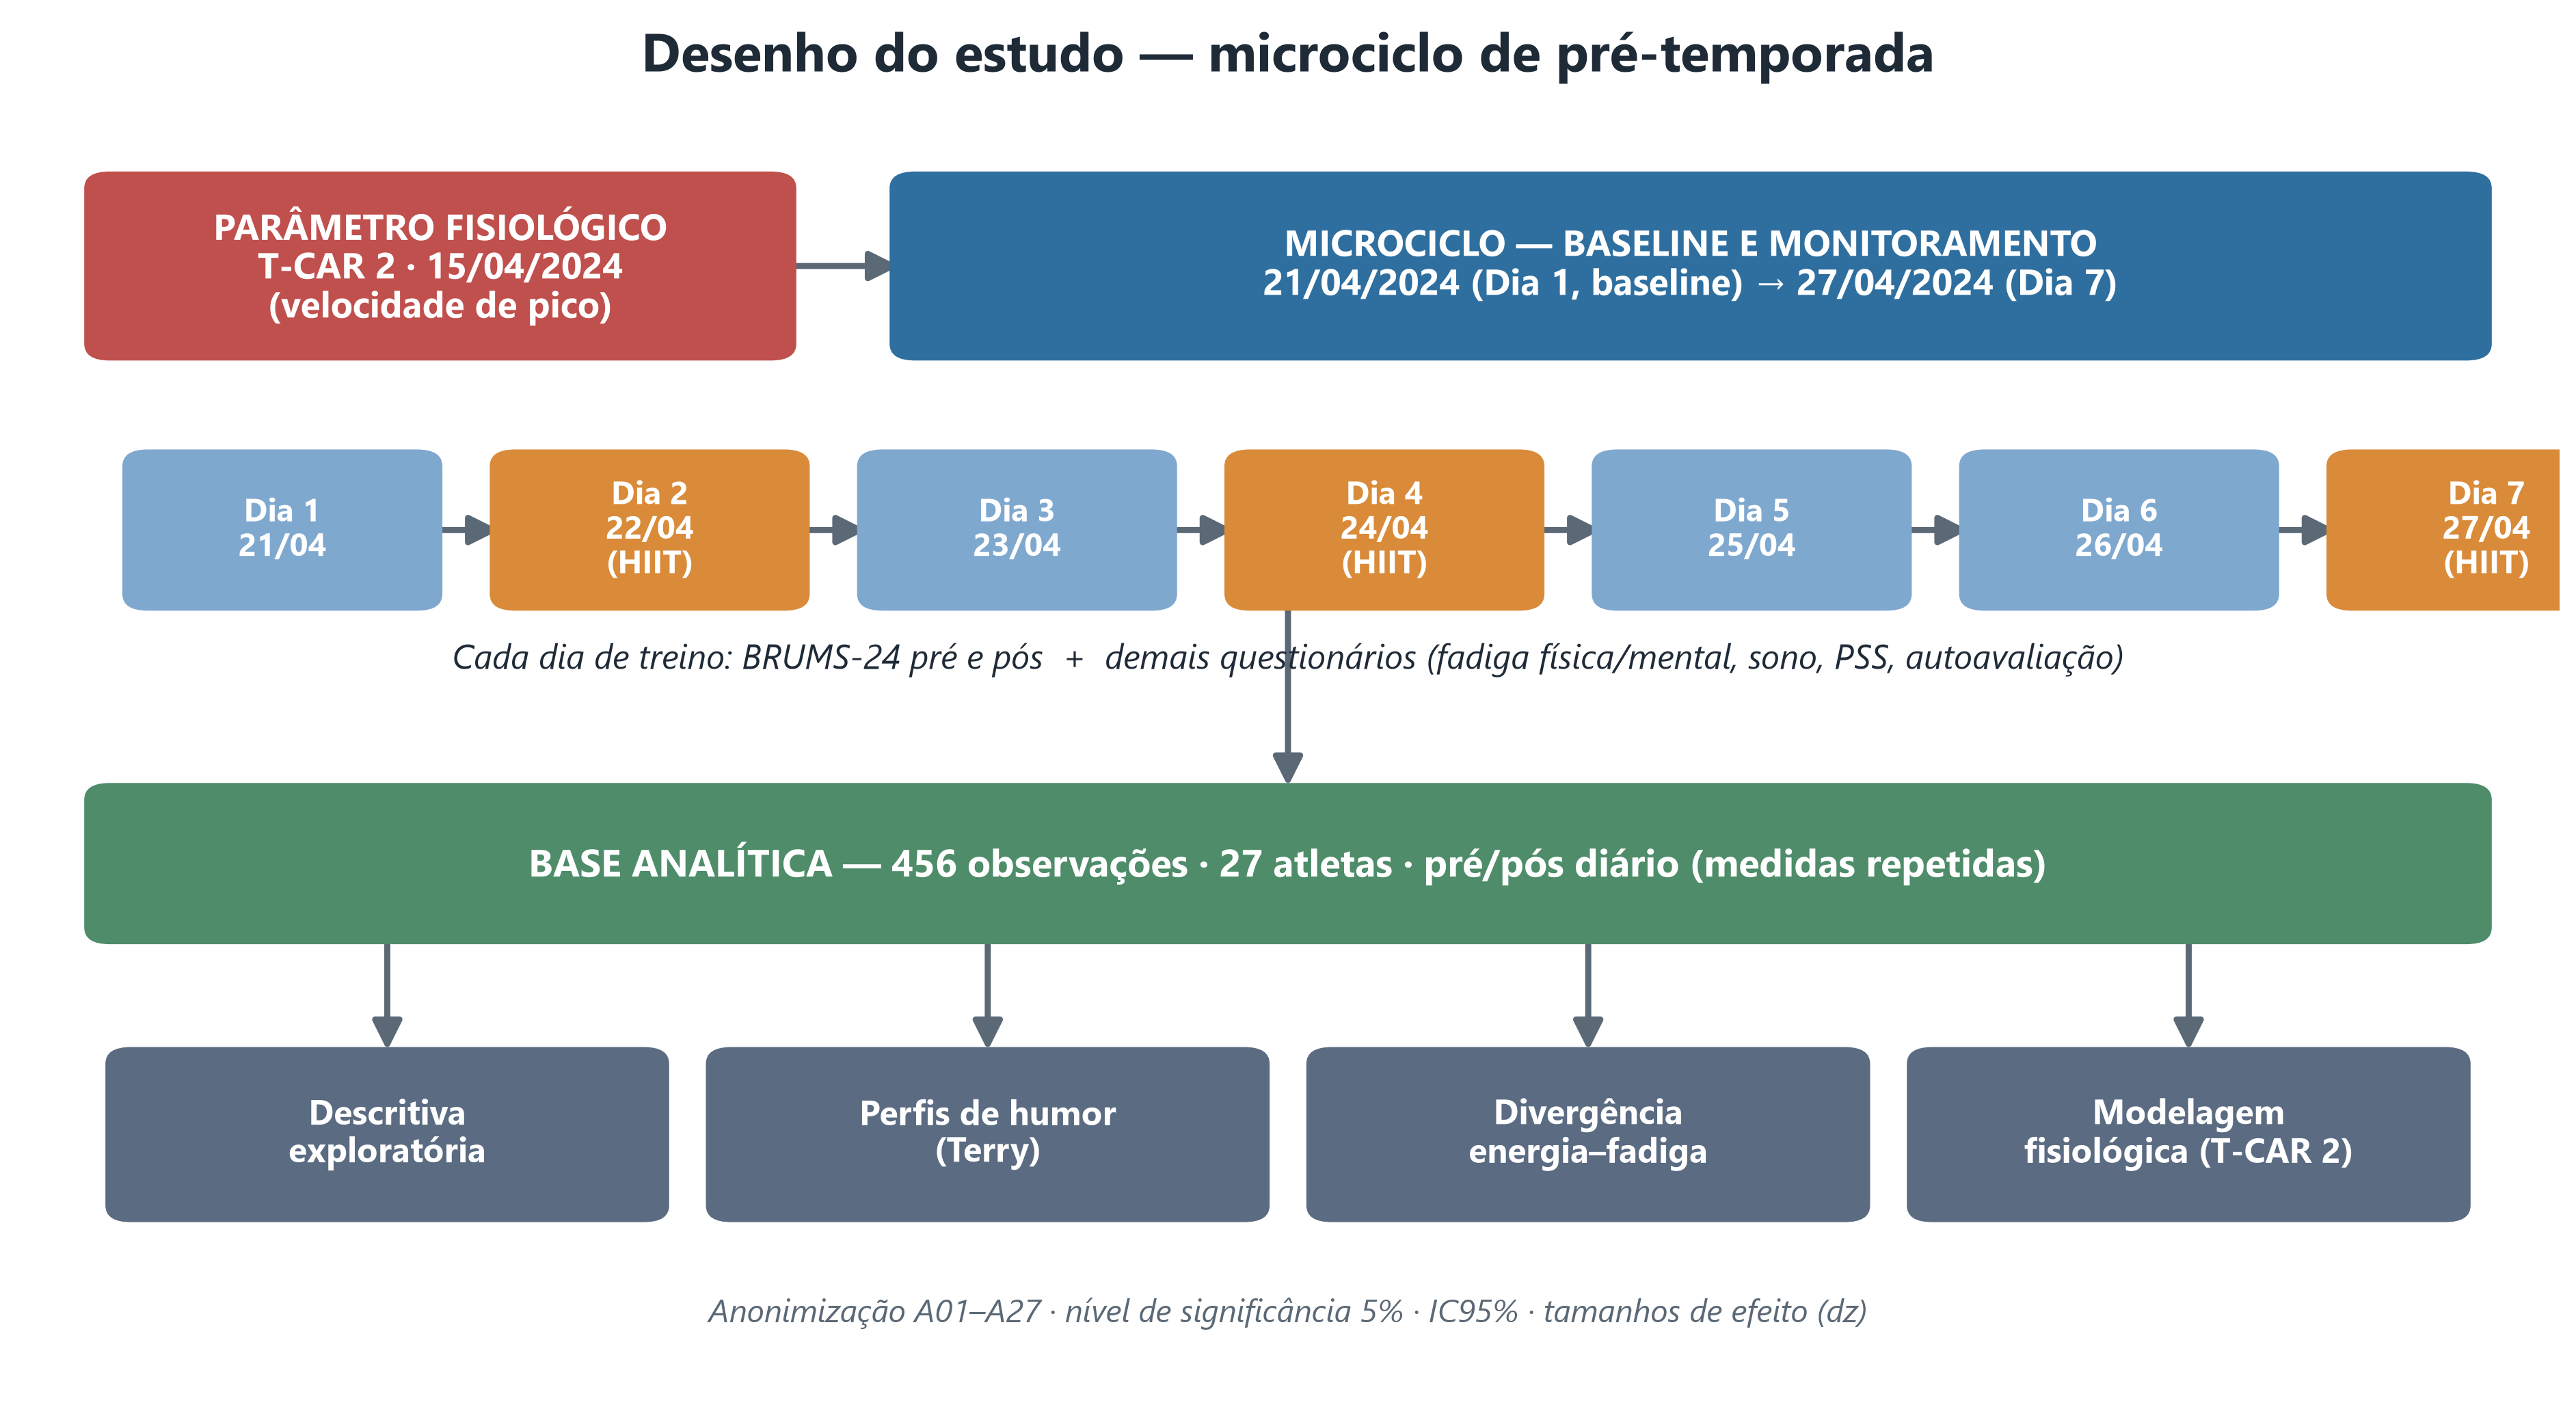 Desenho do estudo — microciclo de pré-temporada
PARÂMETRO FISIOLÓGICO
T-CAR 2 · 15/04/2024
(velocidade de pico)
MICROCICLO — BASELINE E MONITORAMENTO
21/04/2024 (Dia 1, baseline) → 27/04/2024 (Dia 7)
Dia 1
21/04
Dia 2
22/04
(HIIT)
Dia 3
23/04
Dia 4
24/04
(HIIT)
Dia 5
25/04
Dia 6
26/04
Dia 7
27/04
(HIIT)
Cada dia de treino: BRUMS-24 pré e pós + demais questionários (fadiga física/mental, sono, PSS, autoavaliação)
BASE ANALÍTICA — 456 observações · 27 atletas · pré/pós diário (medidas repetidas)
Descritiva
exploratória
Perfis de humor
(Terry)
Divergência
energia–fadiga
Modelagem
fisiológica (T-CAR 2)
Anonimização A01–A27 · nível de significância 5% · IC95% · tamanhos de efeito (dz)